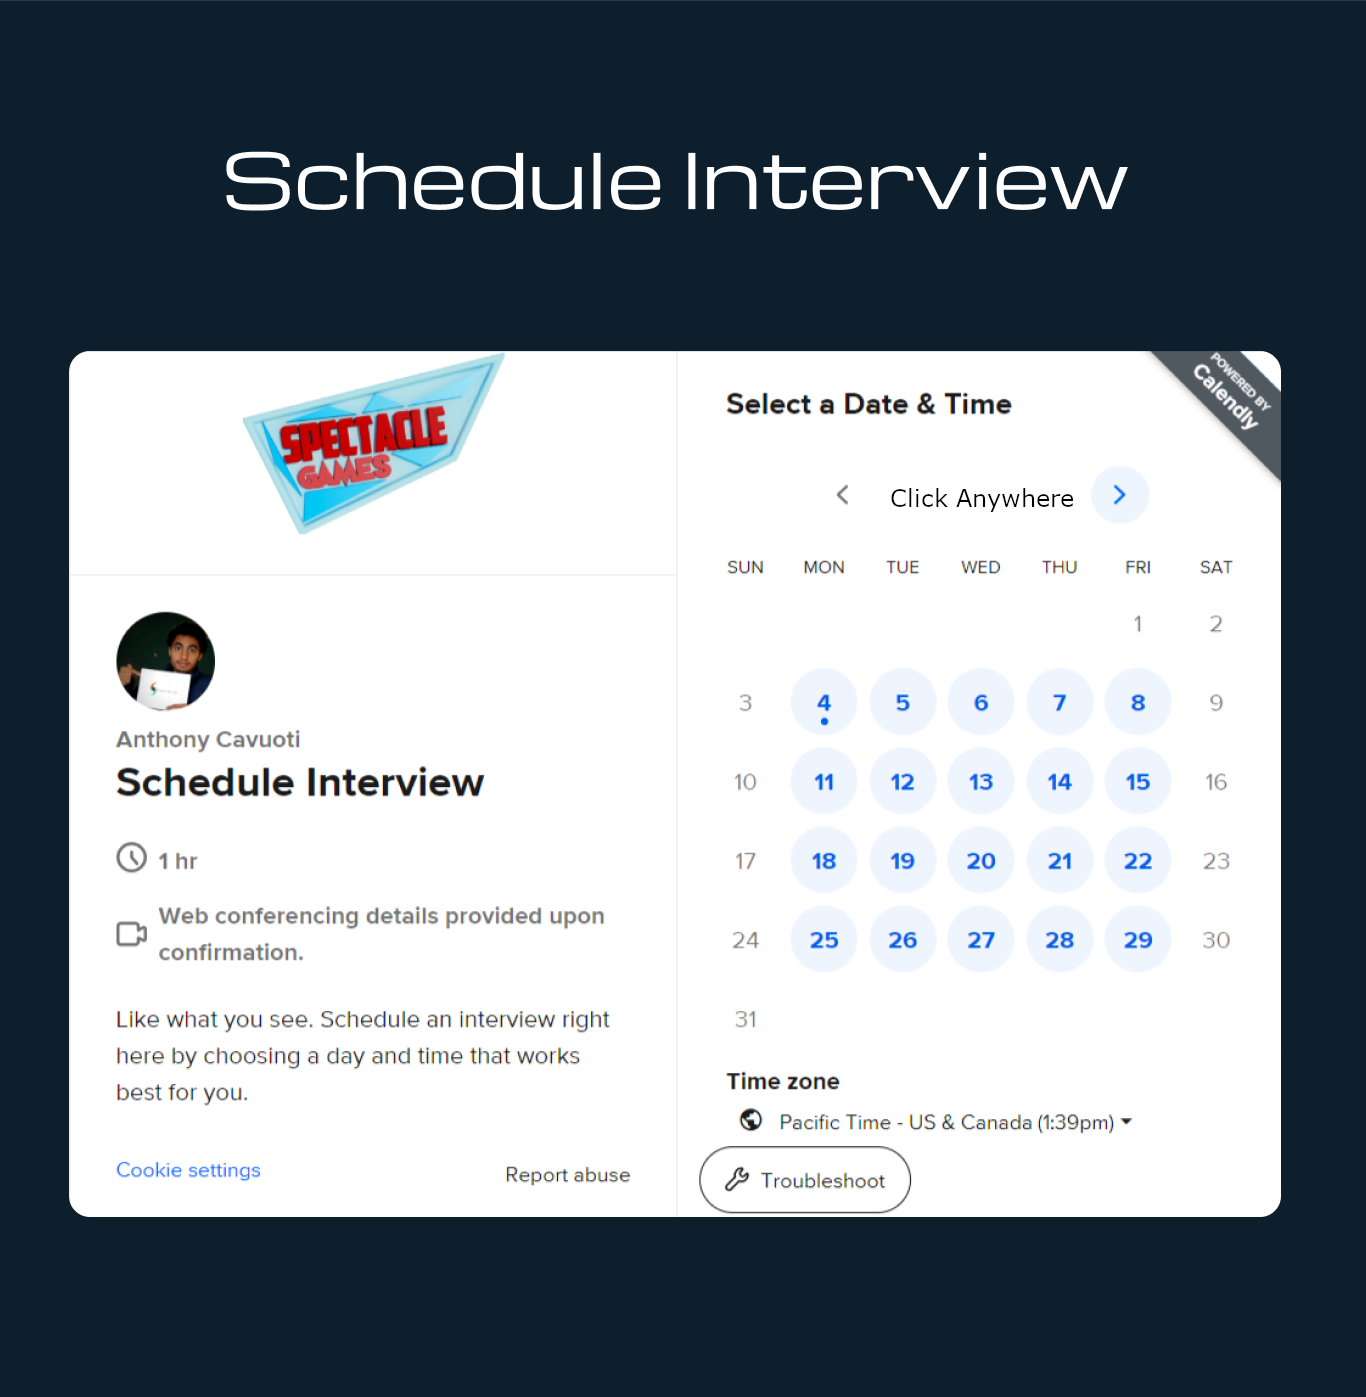 Schedule Interview
SPECTACLE
GAMES
Anthony Cavuoti
Schedule Interview
1 hr
Web conferencing details provided upon
confirmation.
Like what you see. Schedule an interview right
here by choosing a day and time that works
best for you.
Cookie settings
Report abuse
POWERED BY
Calendly
Select a Date & Time
Click Anywhere
SUN MON TUE WED THU FRI SAT
1 2
3 4 5 6 7 8 9
10 11 12 13 14 15 16
17 18 19 20 21 22 23
24 25 26 27 28 29 30
31
Time zone
Pacific Time - US & Canada (1:39pm)
Troubleshoot